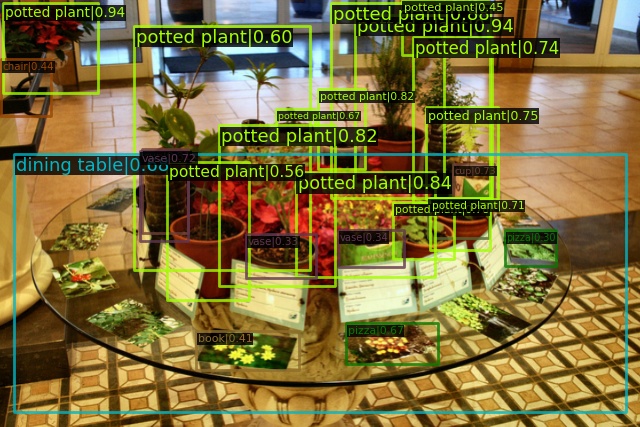 potted plant|0.94
potted plant|0.60
potted plant|0.88
potted plant|0.45
potted plant|0.94
potted plant|0.74
chair|0.44
potted plant|0.82
potted plant|0.67
potted plant|0.75
potted plant|0.82
vase|0.72
dining table|0.68
potted plant|0.56
cup|0.73
potted plant|0.84
potted
potted plant|0.71
vase|0.33
vase|0.34
pizza|0.30
book|0.41
pizza|0.67